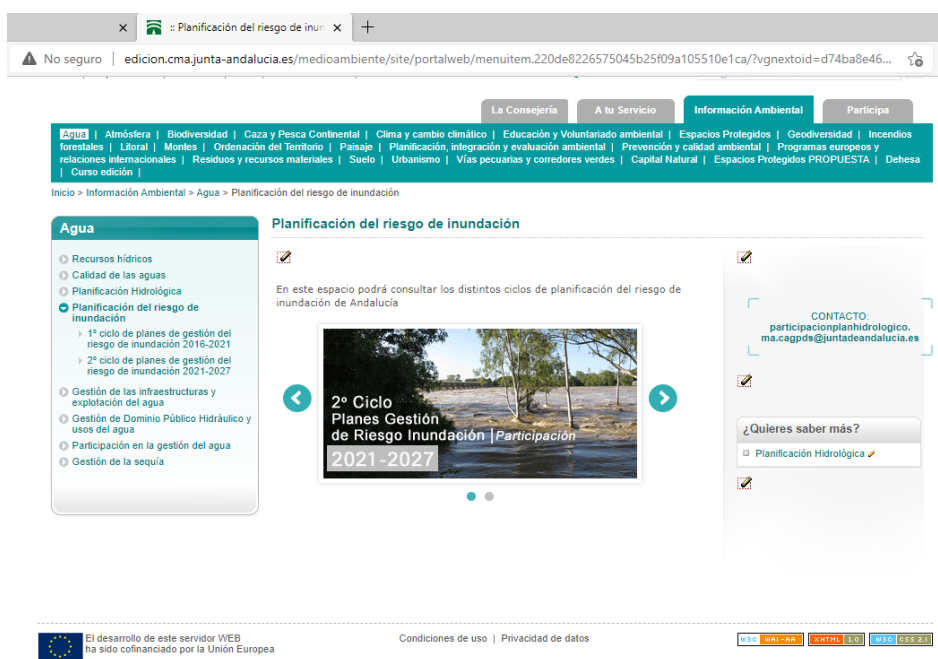 :: Planificación del riesgo de inun
No seguro | edicion.cma.junta-andalucia.es/medioambiente/site/portalweb/menuitem.220de8226575045b25f09a105510e1ca/?vgnextoid=d74ba8e46...
La Consejería A tu Servicio Información Ambiental Participa
Agua | Atmósfera | Biodiversidad | Caza y Pesca Continental | Clima y cambio climático | Educación y Voluntariado ambiental | Espacios Protegidos | Geodiversidad | Incendios
forestales | Litoral | Montes | Ordenación del Territorio | Paisaje | Planificación, integración y evaluación ambiental | Prevención y calidad ambiental | Programas europeos y
relaciones internacionales | Residuos y recursos materiales | Suelo | Urbanismo | Vías pecuarias y corredores verdes | Capital Natural | Espacios Protegidos PROPUESTA | Dehesa
| Curso edición |
Inicio > Información Ambiental > Agua > Planificación del riesgo de inundación
Agua
Recursos hídricos
Calidad de las aguas
Planificación Hidrológica
Planificación del riesgo de
inundación
1º ciclo de planes de gestión del
riesgo de inundación 2016-2021
2º ciclo de planes de gestión del
riesgo de inundación 2021-2027
Gestión de las infraestructuras y
explotación del agua
Gestión de Dominio Público Hidráulico y
usos del agua
Participación en la gestión del agua
Gestión de la sequía
Planificación del riesgo de inundación
En este espacio podrá consultar los distintos ciclos de planificación del riesgo de
inundación de Andalucía
2º Ciclo
Planes Gestión
de Riesgo Inundación |Participación
2021-2027
CONTACTO:
participacionplanhidrologico.
ma.cagpds@juntadeandalucia.es
¿Quieres saber más?
Planificación Hidrológica
El desarrollo de este servidor WEB
ha sido cofinanciado por la Unión Europea
Condiciones de uso | Privacidad de datos
W3C WAI-AA XHTML 1.0 W3C CSS 2.1